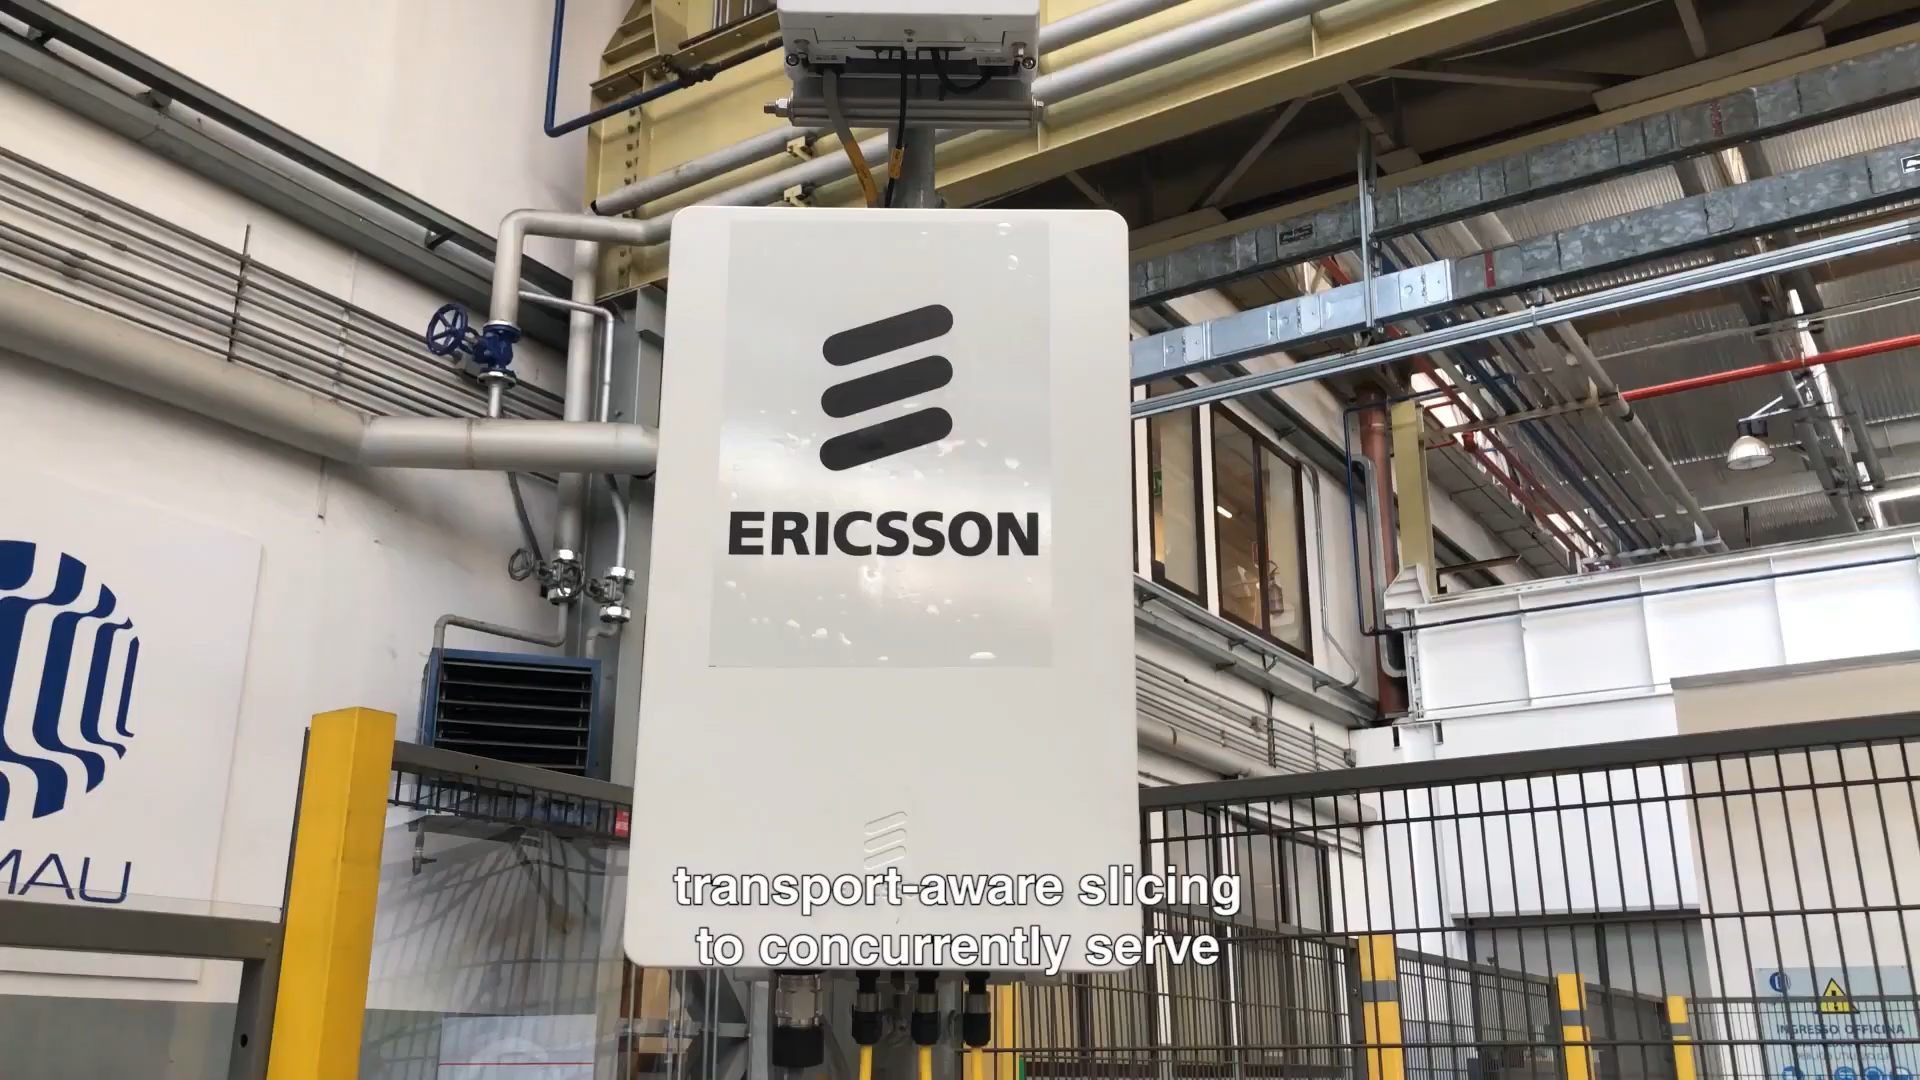 ERICSSON
MAU
transport-aware slicing
to concurrently serve
INGRESSO OFFICINA